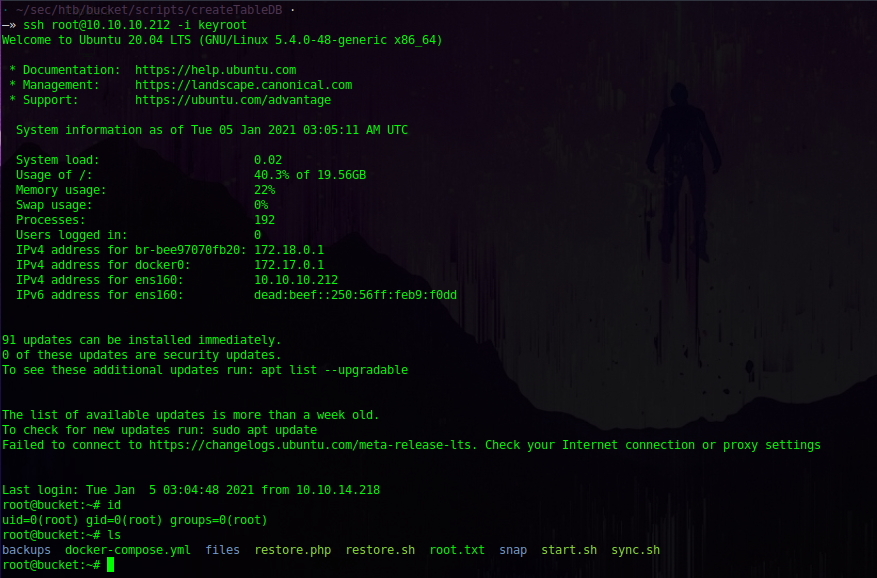 · ~/sec/htb/bucket/scripts/createTableDB ·
—» ssh root@10.10.10.212 -i keyroot
Welcome to Ubuntu 20.04 LTS (GNU/Linux 5.4.0-48-generic x86_64)
* Documentation:  https://help.ubuntu.com
* Management:     https://landscape.canonical.com
* Support:        https://ubuntu.com/advantage
System information as of Tue 05 Jan 2021 03:05:11 AM UTC
System load:                      0.02
Usage of /:                       40.3% of 19.56GB
Memory usage:                     22%
Swap usage:                       0%
Processes:                        192
Users logged in:                  0
IPv4 address for br-bee97070fb20: 172.18.0.1
IPv4 address for docker0:         172.17.0.1
IPv4 address for ens160:          10.10.10.212
IPv6 address for ens160:          dead:beef::250:56ff:feb9:f0dd
91 updates can be installed immediately.
0 of these updates are security updates.
To see these additional updates run: apt list --upgradable
The list of available updates is more than a week old.
To check for new updates run: sudo apt update
Failed to connect to https://changelogs.ubuntu.com/meta-release-lts. Check your Internet connection or proxy settings
Last login: Tue Jan  5 03:04:48 2021 from 10.10.14.218
root@bucket:~# id
uid=0(root) gid=0(root) groups=0(root)
root@bucket:~# ls
backups  docker-compose.yml  files  restore.php  restore.sh  root.txt  snap  start.sh  sync.sh
root@bucket:~#